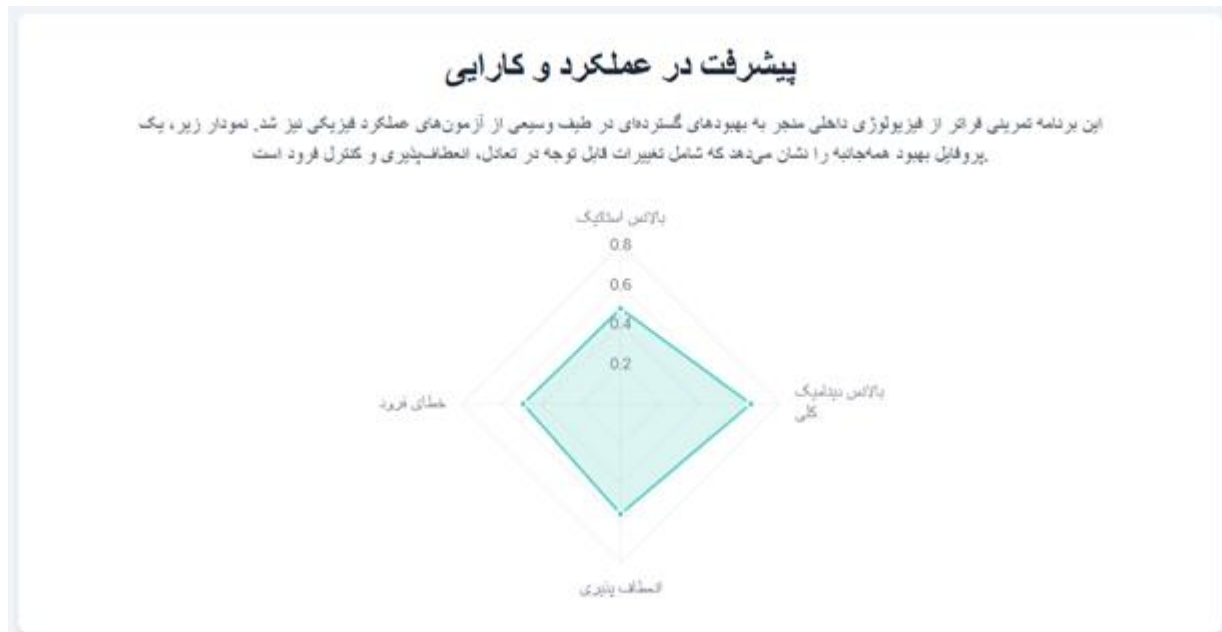 پیشرفت در عملکرد و کارایی
این برنامه تمرینی فراتر از فیزیولوژی داخلی منجر به بهبودهای گسترده‌ای در طیف وسیعی از آزمون‌های عملکرد فیزیکی نیز شد. نمودار زیر، یک
.پروفایل بهبود همه‌جانبه را نشان می‌دهد که شامل تغییرات قابل توجه در تعادل، انعطاف‌پذیری و کنترل فرود است
بالانس استاتیک
0.8
0.6
0.4
0.2
بالانس دینامیک
کلی
خطای فرود
انعطاف پذیری